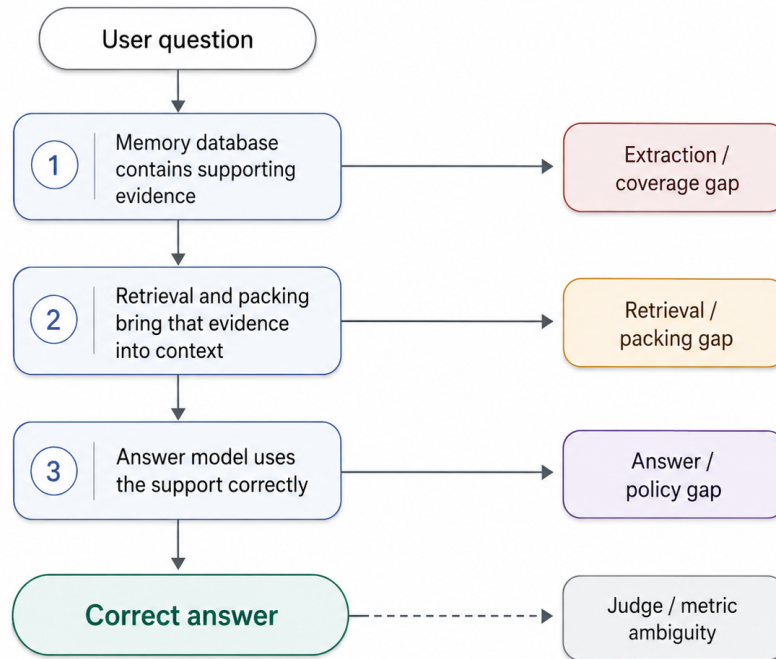 User question
1
Memory database
contains supporting
evidence
Extraction /
coverage gap
2
Retrieval and packing
bring that evidence
into context
Retrieval /
packing gap
3
Answer model uses
the support correctly
Answer /
policy gap
Correct answer
Judge / metric
ambiguity